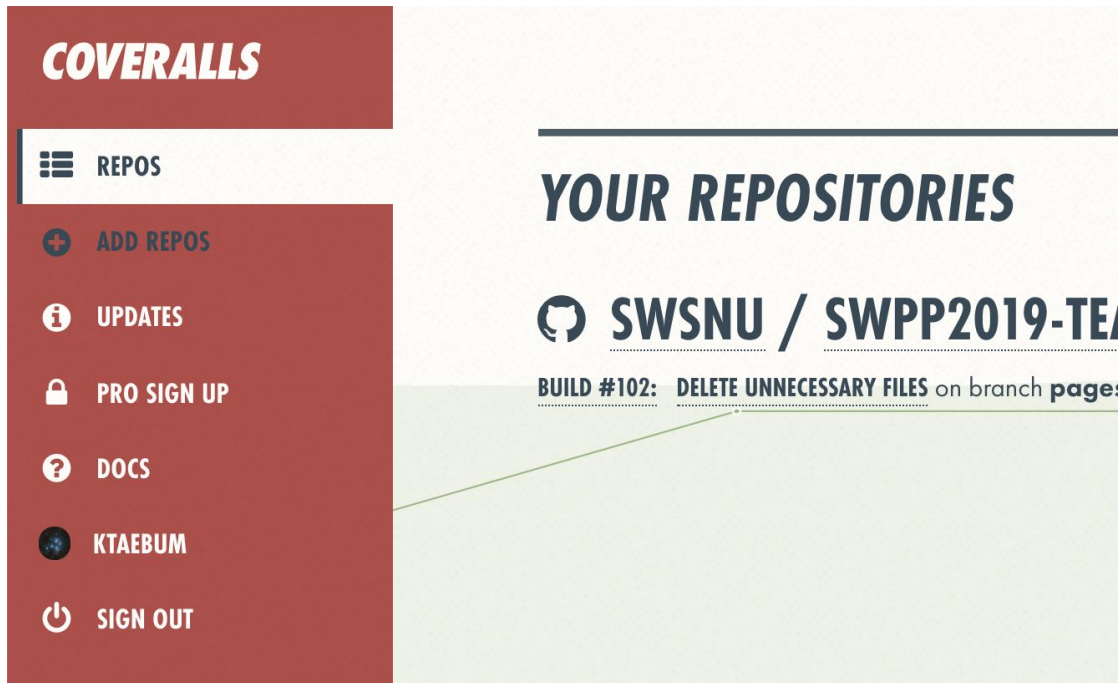 COVERALLS
REPOS
ADD REPOS
UPDATES
PRO SIGN UP
DOCS
KTAEBUM
SIGN OUT
YOUR REPOSITORIES
SWSNU / SWPP2019-TEA
BUILD #102: DELETE UNNECESSARY FILES on branch pages